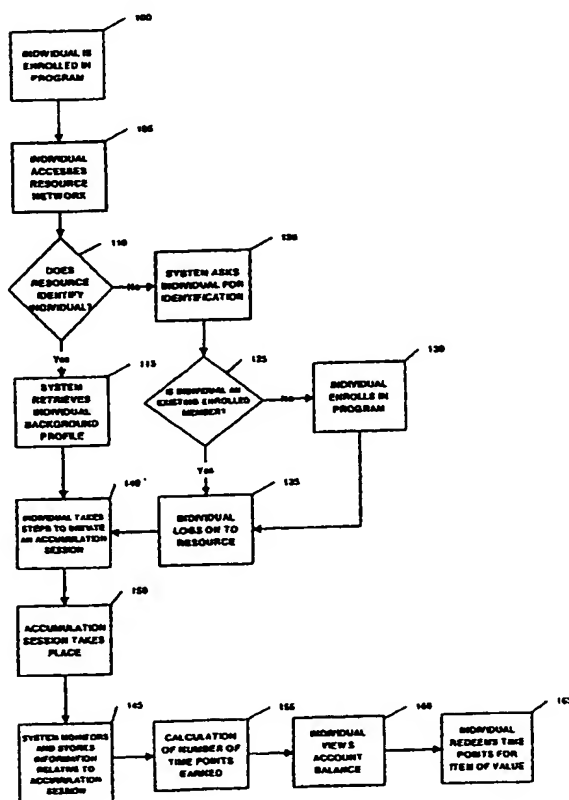 100
INDIVIDUAL IS
ENROLLED IN
PROGRAM
105
INDIVIDUAL
ACCESSES
RESOURCE
NETWORK
110
DOES
RESOURCE
IDENTIFY
INDIVIDUAL?
No
Yes
120
SYSTEM ASKS
INDIVIDUAL FOR
IDENTIFICATION
115
SYSTEM
RETRIEVES
INDIVIDUAL
BACKGROUND
PROFILE
125
IS INDIVIDUAL AN
EXISTING ENROLLED
MEMBER?
No
Yes
130
INDIVIDUAL
ENROLLS IN
PROGRAM
140
INDIVIDUAL TAKES
STEPS TO INITIATE
AN ACCUMULATION
SESSION
135
INDIVIDUAL
LOGS ON TO
RESOURCE
150
ACCUMULATION
SESSION TAKES
PLACE
145
SYSTEM MONITORS
AND STORES
INFORMATION
RELATIVE TO
ACCUMULATION
SESSION
155
CALCULATION OF
NUMBER OF
TIME POINTS
EARNED
160
INDIVIDUAL
VIEWS
ACCOUNT
BALANCE
165
INDIVIDUAL
REDEEMS TIME
POINTS FOR
ITEM OF VALUE